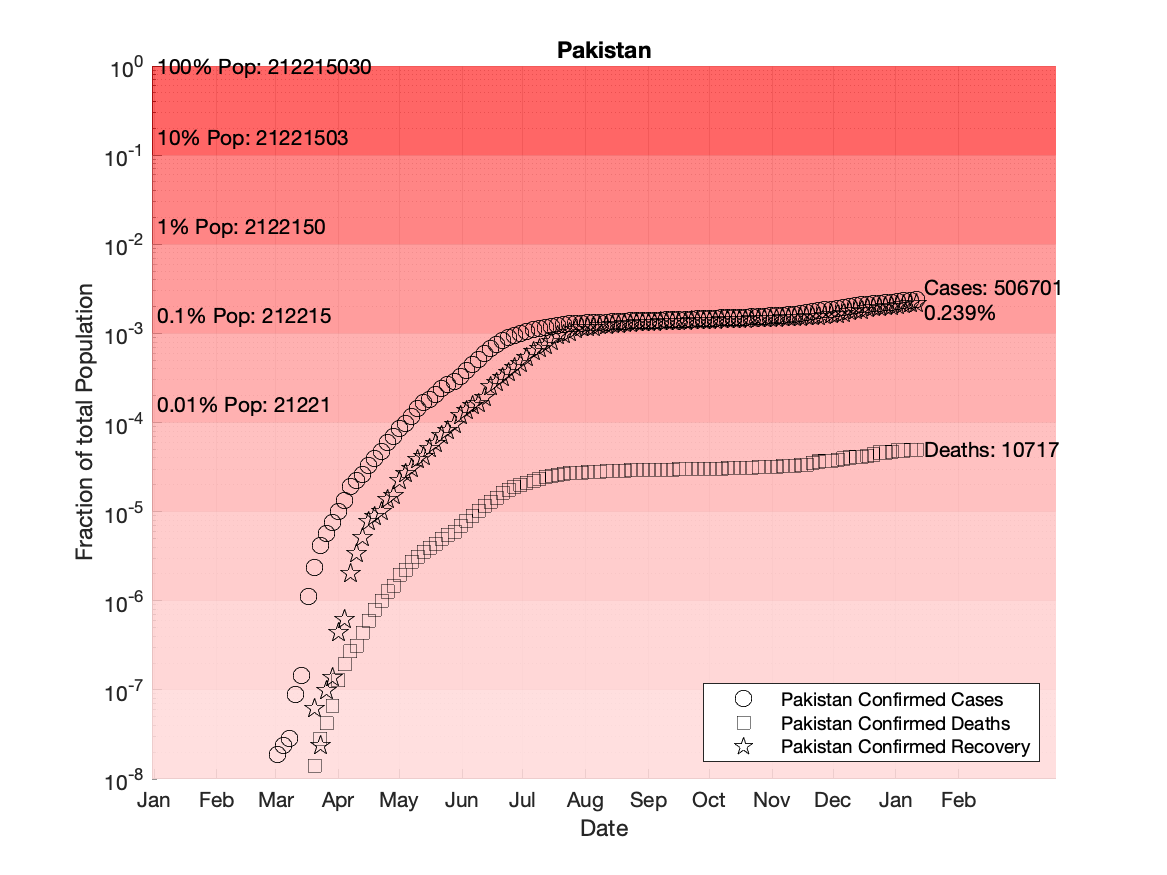 Pakistan
10^0
100% Pop: 212215030
10% Pop: 21221503
10^-1
1% Pop: 2122150
10^-2
Cases: 506701
0.239%
0.1% Pop: 212215
10^-3
0.01% Pop: 21221
10^-4
Deaths: 10717
10^-5
10^-6
10^-7
10^-8
Fraction of total Population
Pakistan Confirmed Cases
Pakistan Confirmed Deaths
Pakistan Confirmed Recovery
Jan Feb Mar Apr May Jun Jul Aug Sep Oct Nov Dec Jan Feb
Date